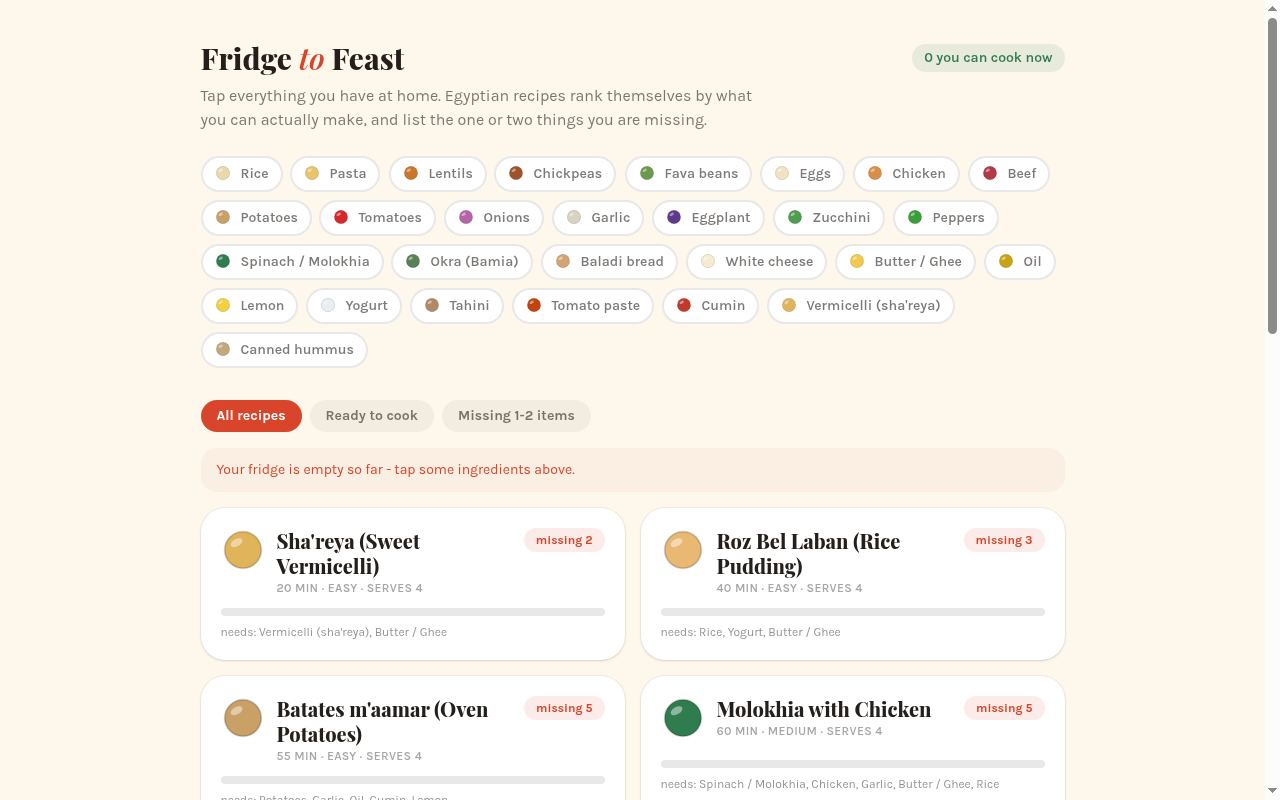 Fridge to Feast
0 you can cook now
Tap everything you have at home. Egyptian recipes rank themselves by what
you can actually make, and list the one or two things you are missing.
Rice
Pasta
Lentils
Chickpeas
Fava beans
Eggs
Chicken
Beef
Potatoes
Tomatoes
Onions
Garlic
Eggplant
Zucchini
Peppers
Spinach / Molokhia
Okra (Bamia)
Baladi bread
White cheese
Butter / Ghee
Oil
Lemon
Yogurt
Tahini
Tomato paste
Cumin
Vermicelli (sha'reya)
Canned hummus
All recipes
Ready to cook
Missing 1-2 items
Your fridge is empty so far - tap some ingredients above.
Sha'reya (Sweet
Vermicelli)
missing 2
20 MIN · EASY · SERVES 4
needs: Vermicelli (sha'reya), Butter / Ghee
Roz Bel Laban (Rice
Pudding)
missing 3
40 MIN · EASY · SERVES 4
needs: Rice, Yogurt, Butter / Ghee
Batates m'aamar (Oven
Potatoes)
missing 5
55 MIN · EASY · SERVES 4
needs: Potatoes, Garlic, Oil, Cumin, Lemon
Molokhia with Chicken
missing 5
60 MIN · MEDIUM · SERVES 4
needs: Spinach / Molokhia, Chicken, Garlic, Butter / Ghee, Rice